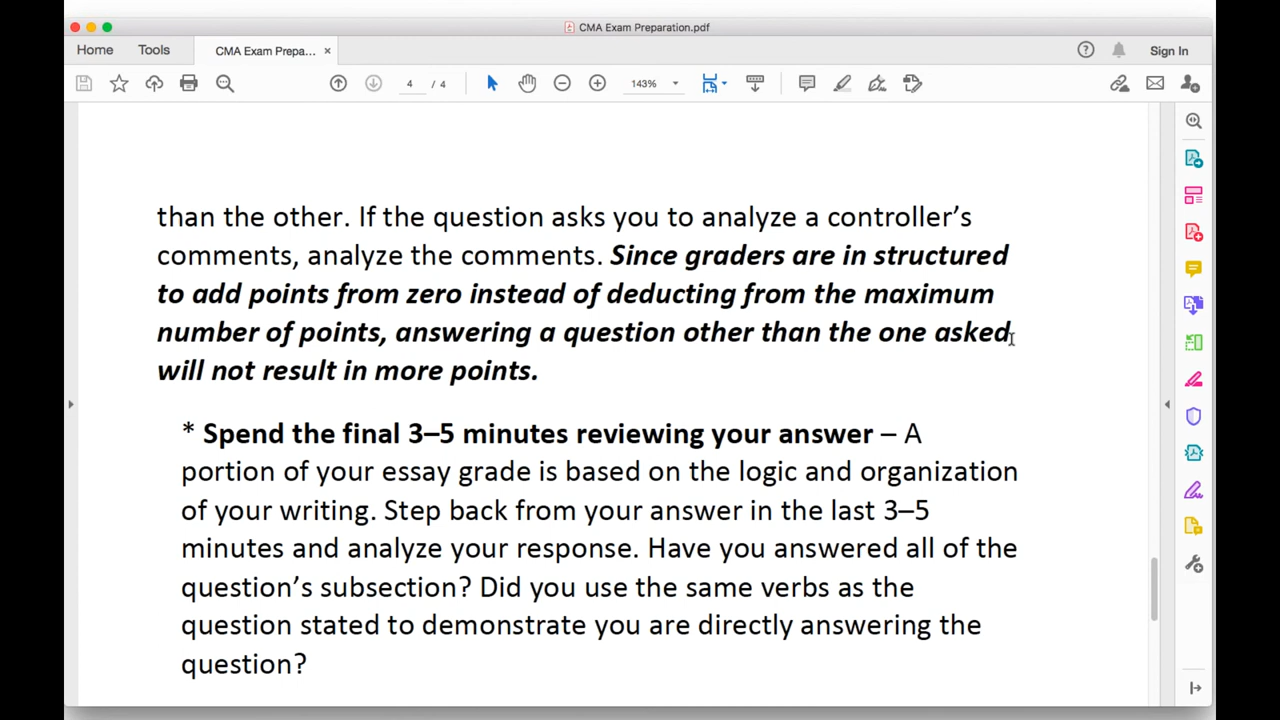 CMA Exam Preparation.pdf
Home Tools CMA Exam Prepa... × Sign In
4 / 4 143%
than the other. If the question asks you to analyze a controller’s
comments, analyze the comments. Since graders are in structured
to add points from zero instead of deducting from the maximum
number of points, answering a question other than the one asked
will not result in more points.
* Spend the final 3–5 minutes reviewing your answer – A
portion of your essay grade is based on the logic and organization
of your writing. Step back from your answer in the last 3–5
minutes and analyze your response. Have you answered all of the
question’s subsection? Did you use the same verbs as the
question stated to demonstrate you are directly answering the
question?